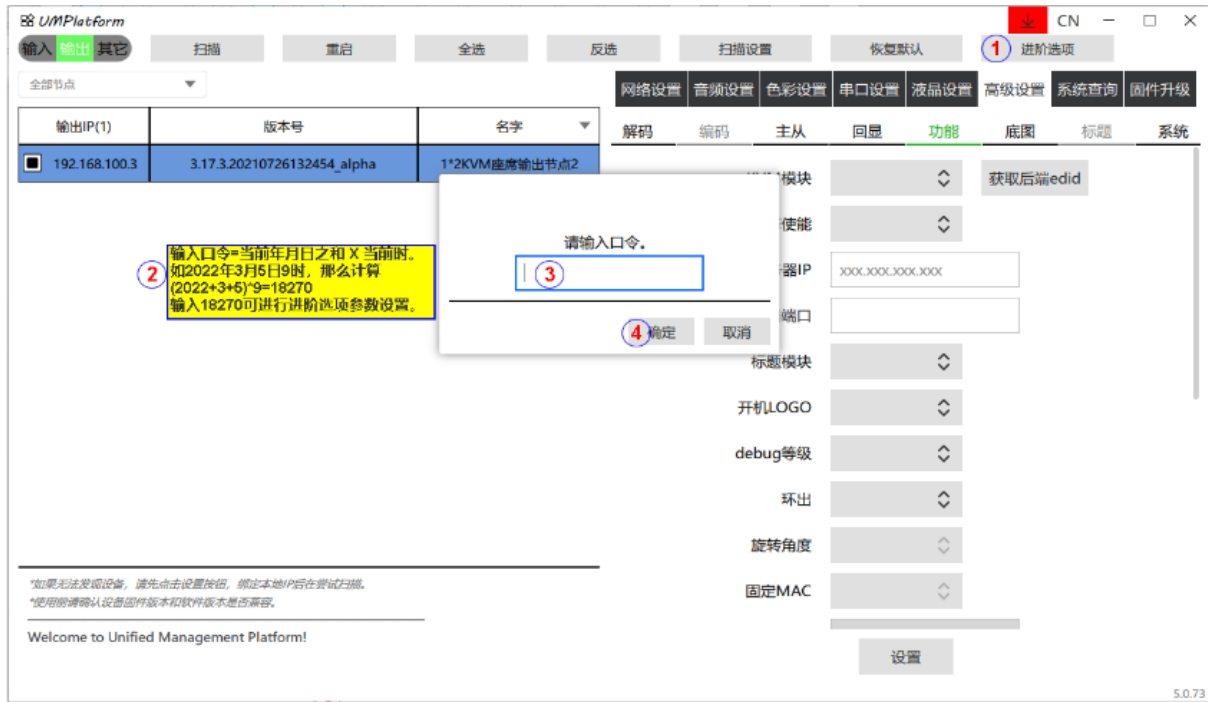 UMPlatform
CN
输入 输出 其它 扫描 重启 全选 反选 扫描设置 恢复默认 1 进阶选项
全部节点
网络设置 音频设置 色彩设置 串口设置 液晶设置 高级设置 系统查询 固件升级
输出IP(1) 版本号 名字
解码 编码 主从 回显 功能 底图 标题 系统
192.168.100.3 3.17.3.20210726132454_alpha 1*2KVM座席输出节点2
模块 获取后端edid
使能
器IP xxx.xxx.xxx.xxx
端口
请输入口令。
3
4 确定 取消
2
输入口令=当前年月日之和 X 当前时。
如2022年3月5日9时，那么计算
(2022+3+5)*9=18270
输入18270可进行进阶选项参数设置。
标题模块
开机LOGO
debug等级
环出
旋转角度
固定MAC
*如果无法发现设备，请先点击设置按钮，绑定本地IP后在尝试扫描。
*使用前请确认设备固件版本和软件版本是否兼容。
Welcome to Unified Management Platform!
设置
5.0.73